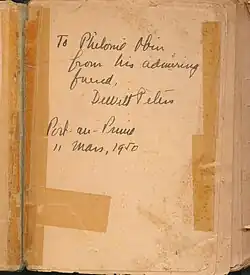 To Philomé Obin
from his admiring
friend,
Dewitt Peters
Port-au-Prince
11 Mars, 1950